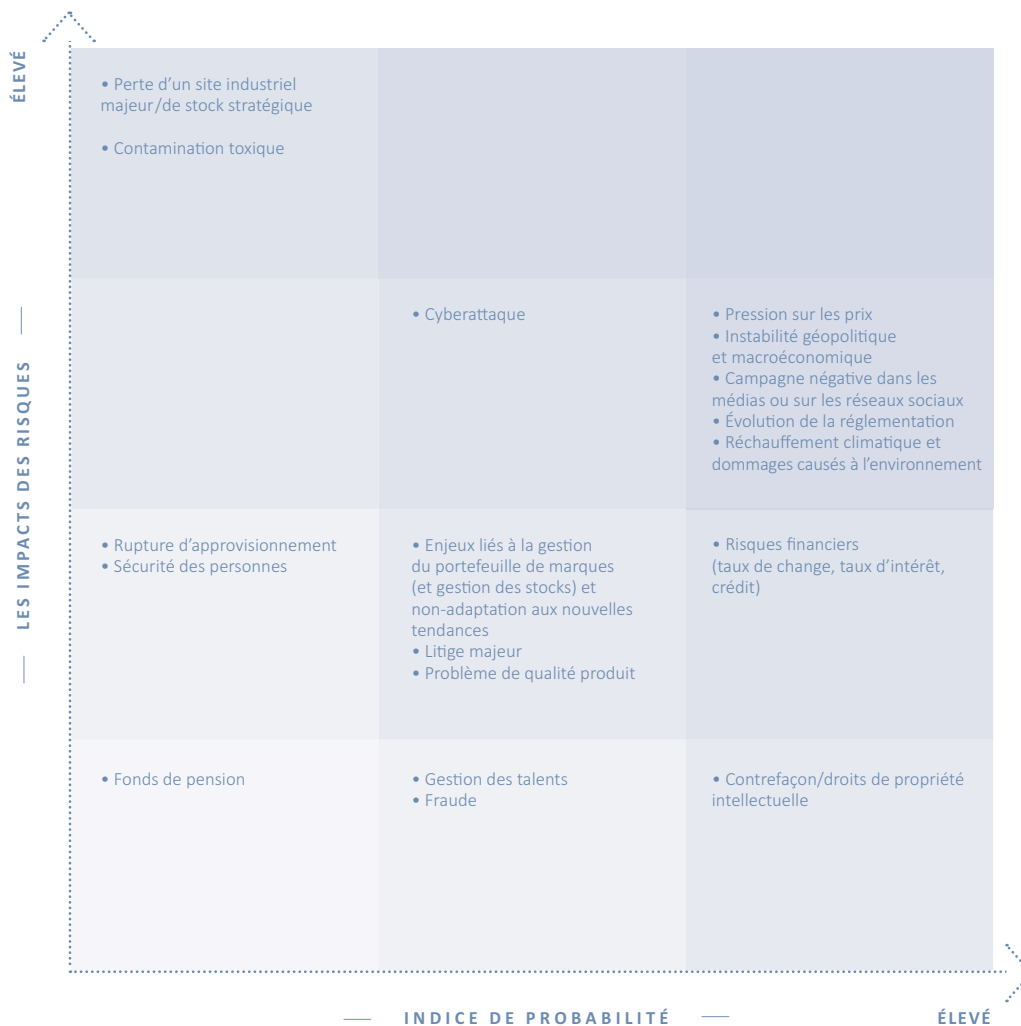 ÉLEVÉ
• Perte d’un site industriel
majeur/de stock stratégique
• Contamination toxique
LES IMPACTS DES RISQUES
• Cyberattaque
• Pression sur les prix
• Instabilité géopolitique
et macroéconomique
• Campagne négative dans les
médias ou sur les réseaux sociaux
• Évolution de la réglementation
• Réchauffement climatique et
dommages causés à l’environnement
• Rupture d’approvisionnement
• Sécurité des personnes
• Enjeux liés à la gestion
du portefeuille de marques
(et gestion des stocks) et
non-adaptation aux nouvelles
tendances
• Litige majeur
• Problème de qualité produit
• Risques financiers
(taux de change, taux d’intérêt,
crédit)
• Fonds de pension
• Gestion des talents
• Fraude
• Contrefaçon/droits de propriété
intellectuelle
INDICE DE PROBABILITÉ
ÉLEVÉ